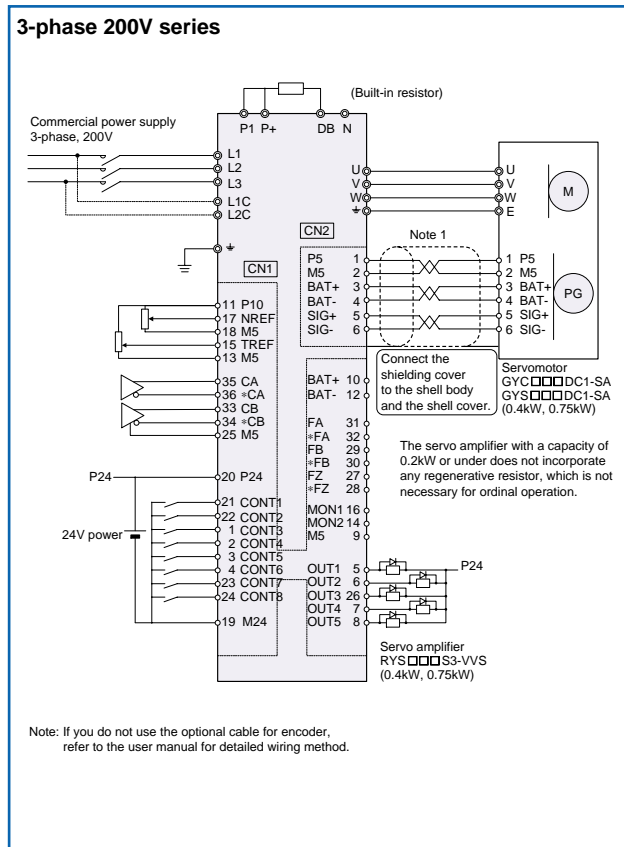 3-phase 200V series
(Built-in resistor)
Commercial power supply
3-phase, 200V
P1 P+ DB N
L1
L2
L3
L1C
L2C
U
V
W
U
V
W
E
M
CN2
Note 1
CN1
P5 1
M5 2
BAT+ 3
BAT- 4
SIG+ 5
SIG- 6
1 P5
2 M5
3 BAT+
4 BAT-
5 SIG+
6 SIG-
PG
11 P10
17 NREF
18 M5
15 TREF
13 M5
Connect the
shielding cover
to the shell body
and the shell cover.
Servomotor
GYC□□□DC1-SA
GYS□□□DC1-SA
(0.4kW, 0.75kW)
35 CA
36 *CA
33 CB
34 *CB
25 M5
BAT+ 10
BAT- 12
FA 31
*FA 32
FB 29
*FB 30
FZ 27
*FZ 28
The servo amplifier with a capacity of
0.2kW or under does not incorporate
any regenerative resistor, which is not
necessary for ordinal operation.
P24
20 P24
24V power
21 CONT1
22 CONT2
1 CONT3
2 CONT4
3 CONT5
4 CONT6
23 CONT7
24 CONT8
19 M24
MON1 16
MON2 14
M5 9
OUT1 5
OUT2 6
OUT3 26
OUT4 7
OUT5 8
P24
Servo amplifier
RYS□□□S3-VVS
(0.4kW, 0.75kW)
Note: If you do not use the optional cable for encoder,
refer to the user manual for detailed wiring method.